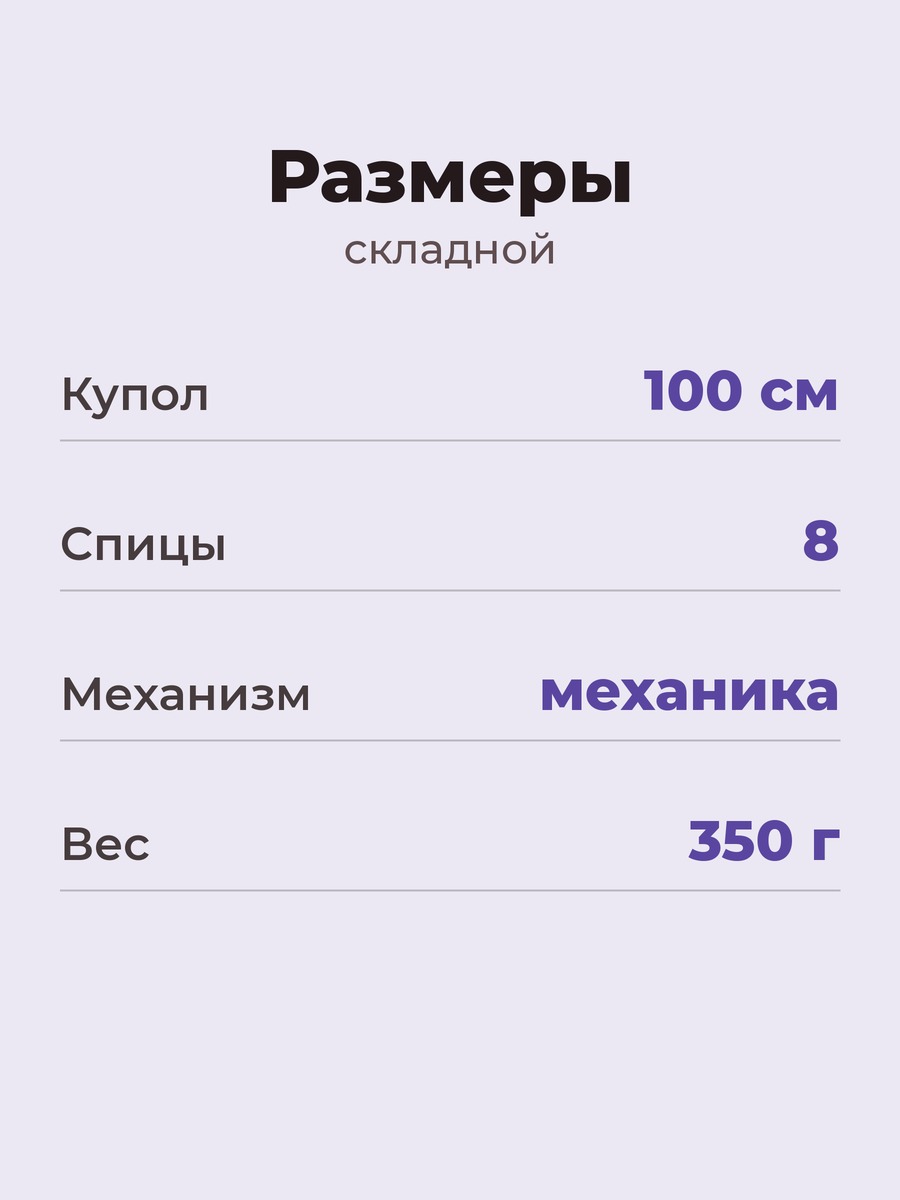 Размеры
складной
Купол 100 см
Спицы 8
Механизм механика
Вес 350 г